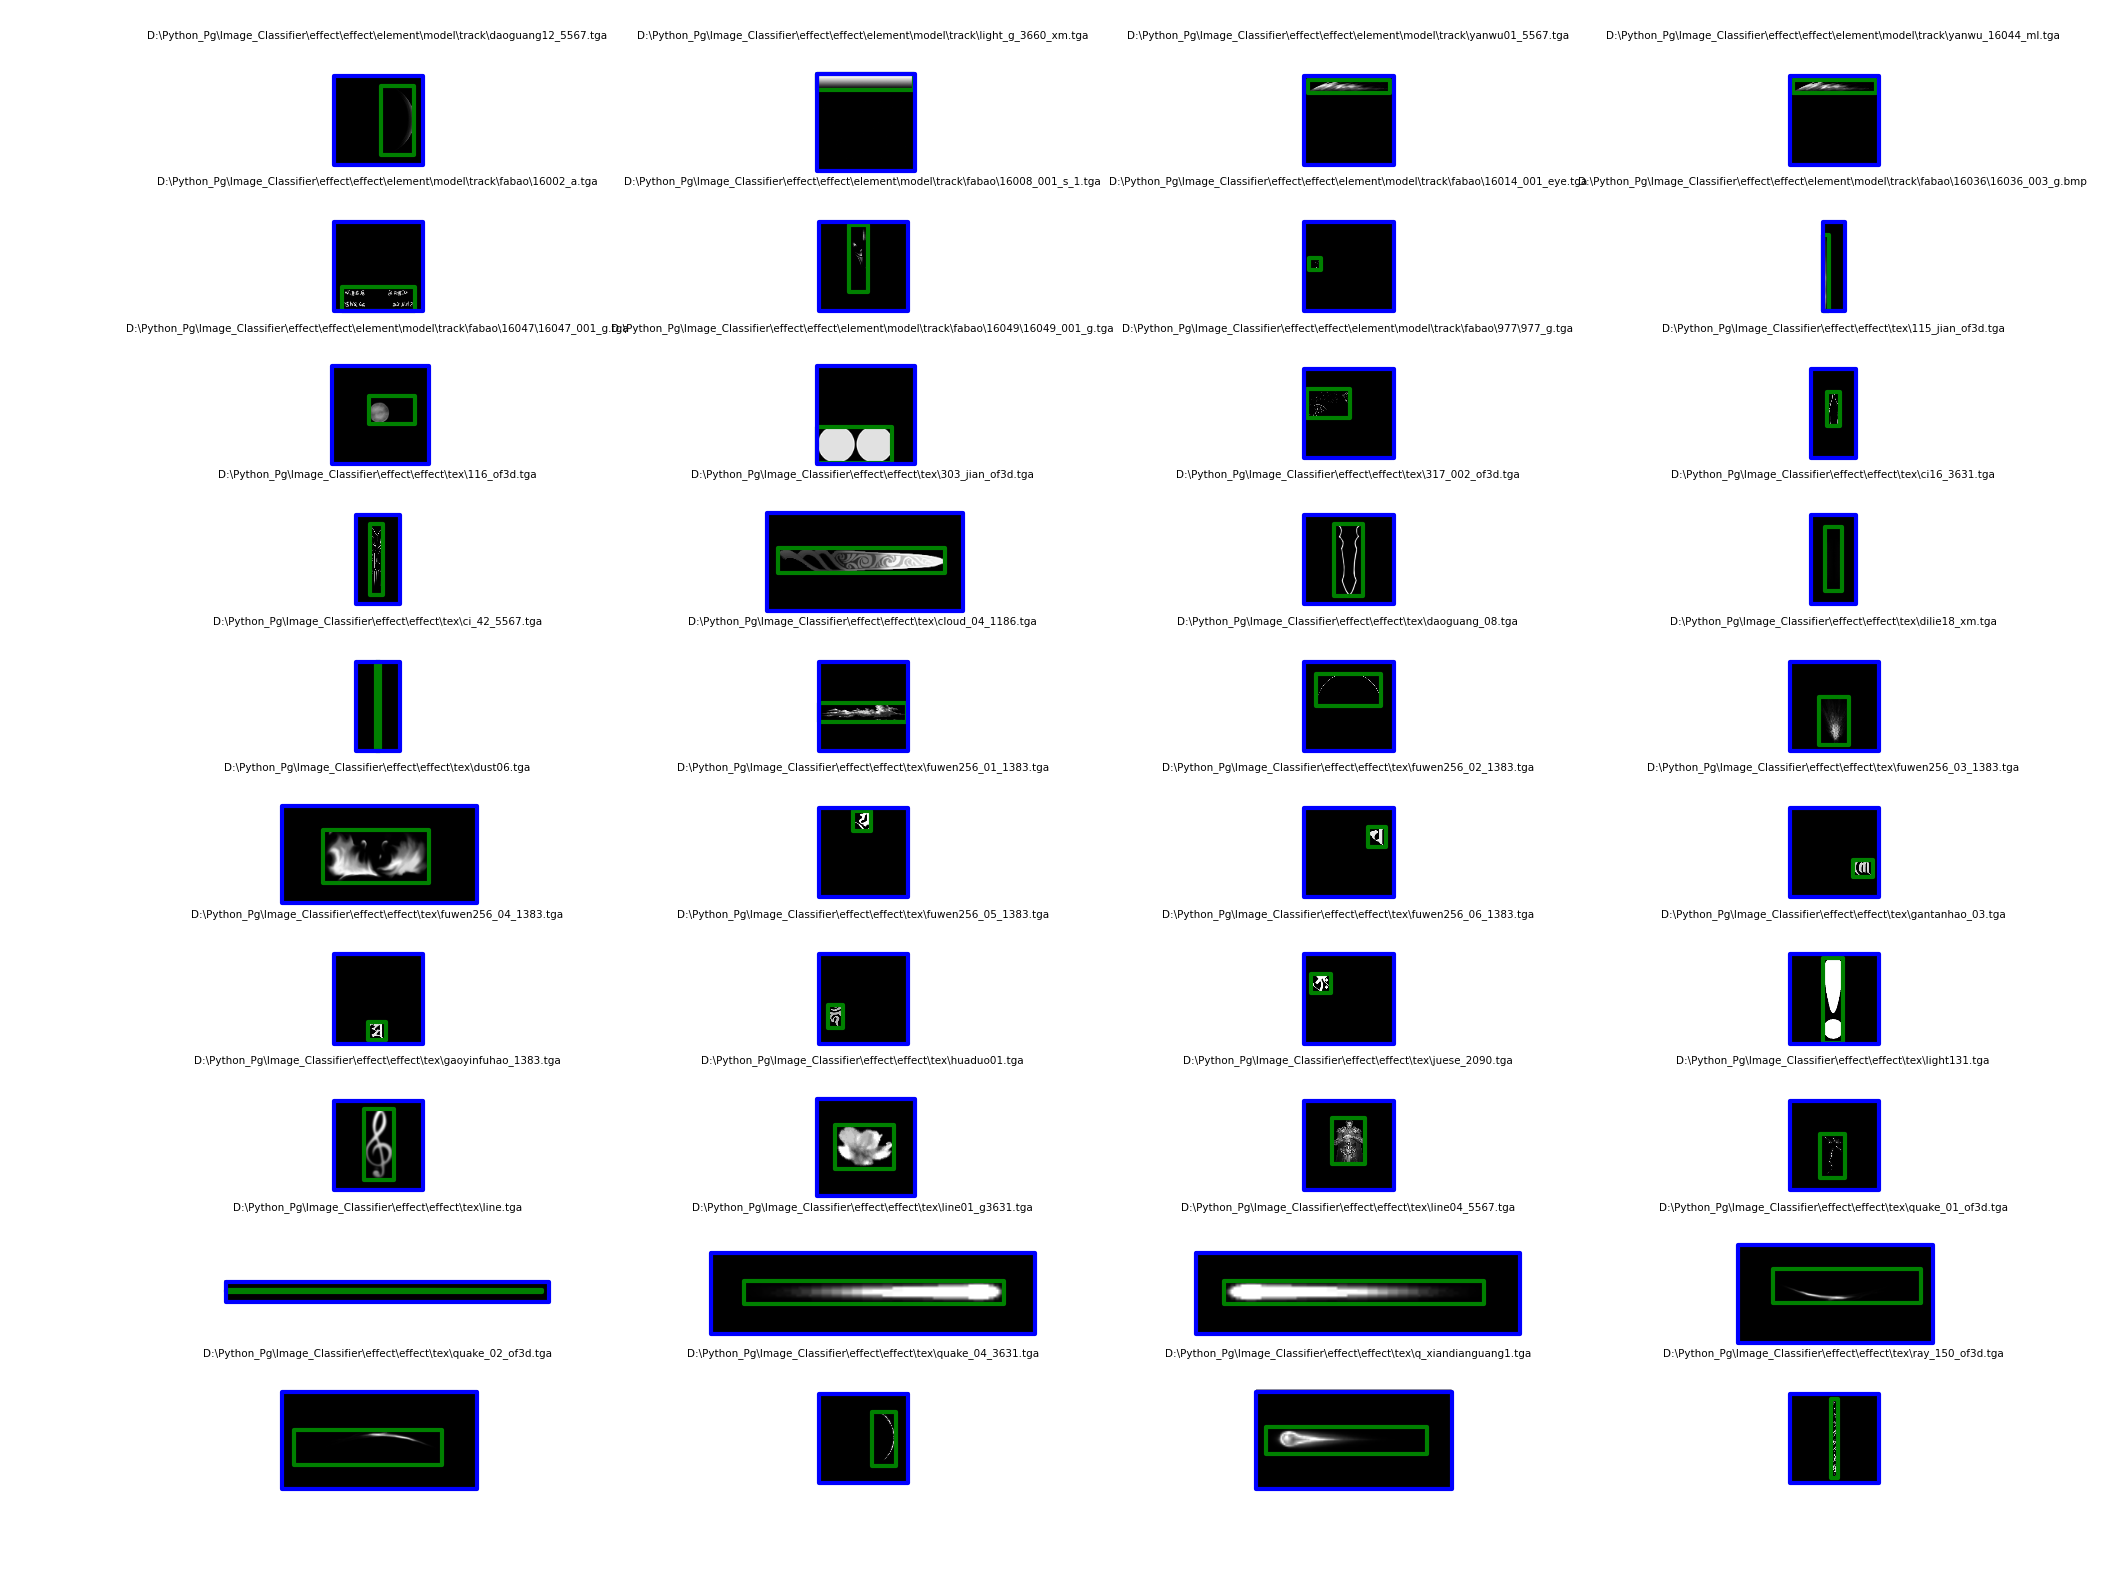 D:\Python_Pg\Image_Classifier\effect\effect\element\model\track\daoguang12_5567.tga
D:\Python_Pg\Image_Classifier\effect\effect\element\model\track\light_g_3660_xm.tga
D:\Python_Pg\Image_Classifier\effect\effect\element\model\track\yanwu01_5567.tga
D:\Python_Pg\Image_Classifier\effect\effect\element\model\track\yanwu_16044_ml.tga
D:\Python_Pg\Image_Classifier\effect\effect\element\model\track\fabao\16002_a.tga
D:\Python_Pg\Image_Classifier\effect\effect\element\model\track\fabao\16008_001_s_1.tga
D:\Python_Pg\Image_Classifier\effect\effect\element\model\track\fabao\16014_001_eye.tga
D:\Python_Pg\Image_Classifier\effect\effect\element\model\track\fabao\16036\16036_003_g.bmp
D:\Python_Pg\Image_Classifier\effect\effect\element\model\track\fabao\16047\16047_001_g.tga
D:\Python_Pg\Image_Classifier\effect\effect\element\model\track\fabao\16049\16049_001_g.tga
D:\Python_Pg\Image_Classifier\effect\effect\element\model\track\fabao\977\977_g.tga
D:\Python_Pg\Image_Classifier\effect\effect\tex\115_jian_of3d.tga
D:\Python_Pg\Image_Classifier\effect\effect\tex\116_of3d.tga
D:\Python_Pg\Image_Classifier\effect\effect\tex\303_jian_of3d.tga
D:\Python_Pg\Image_Classifier\effect\effect\tex\317_002_of3d.tga
D:\Python_Pg\Image_Classifier\effect\effect\tex\ci16_3631.tga
D:\Python_Pg\Image_Classifier\effect\effect\tex\ci_42_5567.tga
D:\Python_Pg\Image_Classifier\effect\effect\tex\cloud_04_1186.tga
D:\Python_Pg\Image_Classifier\effect\effect\tex\daoguang_08.tga
D:\Python_Pg\Image_Classifier\effect\effect\tex\dilie18_xm.tga
D:\Python_Pg\Image_Classifier\effect\effect\tex\dust06.tga
D:\Python_Pg\Image_Classifier\effect\effect\tex\fuwen256_01_1383.tga
D:\Python_Pg\Image_Classifier\effect\effect\tex\fuwen256_02_1383.tga
D:\Python_Pg\Image_Classifier\effect\effect\tex\fuwen256_03_1383.tga
D:\Python_Pg\Image_Classifier\effect\effect\tex\fuwen256_04_1383.tga
D:\Python_Pg\Image_Classifier\effect\effect\tex\fuwen256_05_1383.tga
D:\Python_Pg\Image_Classifier\effect\effect\tex\fuwen256_06_1383.tga
D:\Python_Pg\Image_Classifier\effect\effect\tex\gantanhao_03.tga
D:\Python_Pg\Image_Classifier\effect\effect\tex\gaoyinfuhao_1383.tga
D:\Python_Pg\Image_Classifier\effect\effect\tex\huaduo01.tga
D:\Python_Pg\Image_Classifier\effect\effect\tex\juese_2090.tga
D:\Python_Pg\Image_Classifier\effect\effect\tex\light131.tga
D:\Python_Pg\Image_Classifier\effect\effect\tex\line.tga
D:\Python_Pg\Image_Classifier\effect\effect\tex\line01_g3631.tga
D:\Python_Pg\Image_Classifier\effect\effect\tex\line04_5567.tga
D:\Python_Pg\Image_Classifier\effect\effect\tex\quake_01_of3d.tga
D:\Python_Pg\Image_Classifier\effect\effect\tex\quake_02_of3d.tga
D:\Python_Pg\Image_Classifier\effect\effect\tex\quake_04_3631.tga
D:\Python_Pg\Image_Classifier\effect\effect\tex\q_xiandianguang1.tga
D:\Python_Pg\Image_Classifier\effect\effect\tex\ray_150_of3d.tga